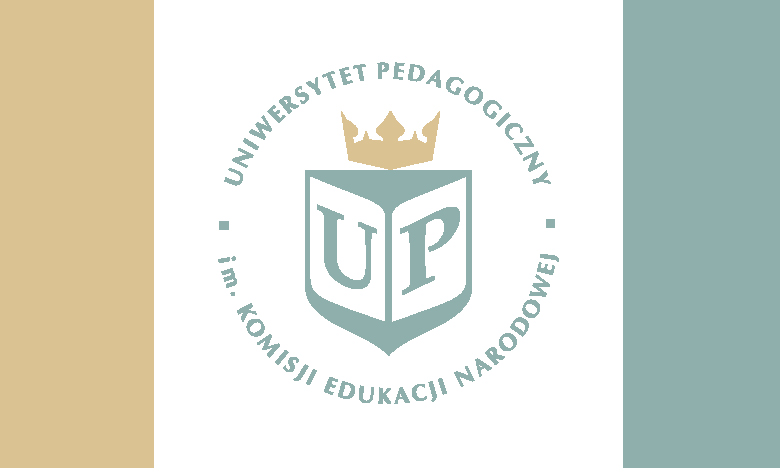 UNIWERSYTET PEDAGOGICZNY
UP
im. KOMISJI EDUKACJI NARODOWEJ